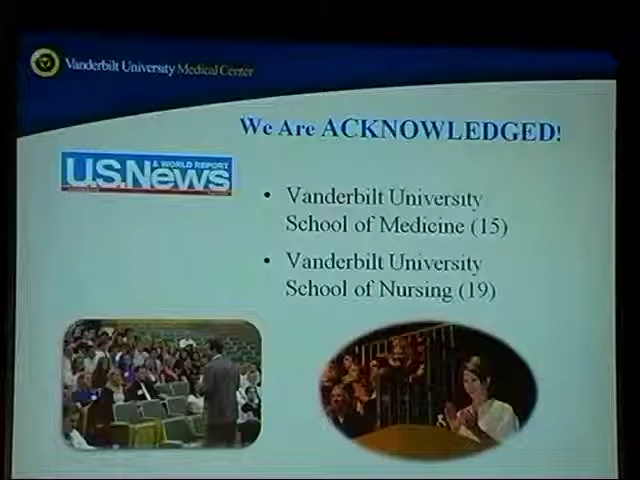 Vanderbilt University Medical Center
We Are ACKNOWLEDGED!
U.S.News
& WORLD REPORT
• Vanderbilt University
School of Medicine (15)
• Vanderbilt University
School of Nursing (19)